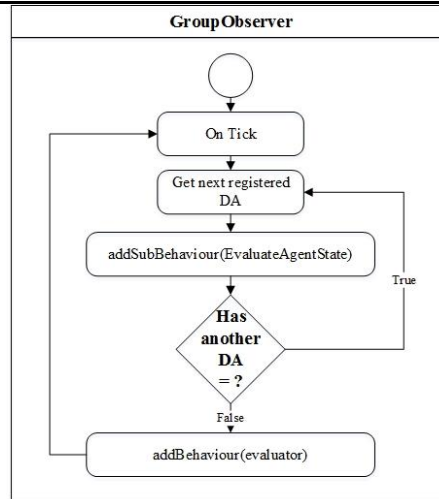 GroupObserver
On Tick
Get next registered
DA
addSubBehaviour(EvaluateAgentState)
True
Has
another
DA
= ?
False
addBehaviour(evaluator)